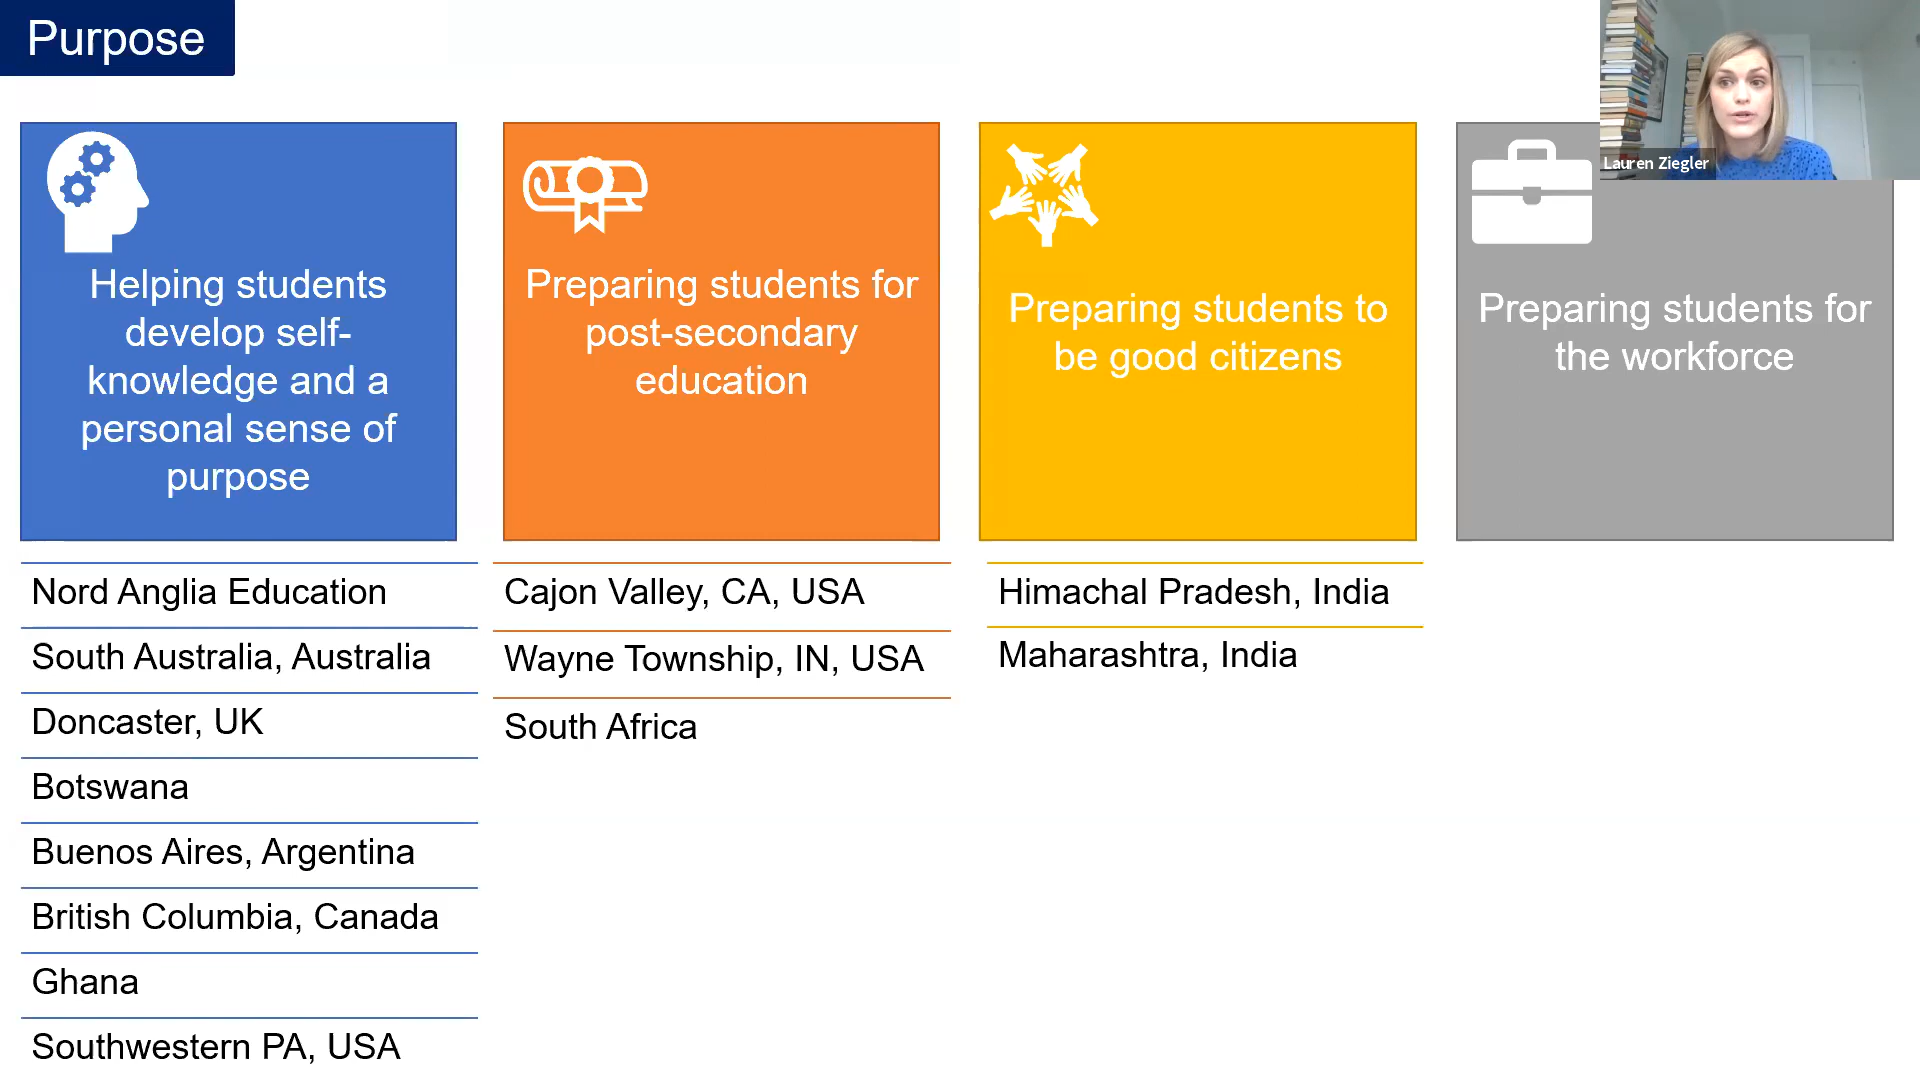 Purpose
Lauren Ziegler
Helping students
develop self-
knowledge and a
personal sense of
purpose
Preparing students for
post-secondary
education
Preparing students to
be good citizens
Preparing students for
the workforce
Nord Anglia Education
South Australia, Australia
Doncaster, UK
Botswana
Buenos Aires, Argentina
British Columbia, Canada
Ghana
Southwestern PA, USA
Cajon Valley, CA, USA
Wayne Township, IN, USA
South Africa
Himachal Pradesh, India
Maharashtra, India